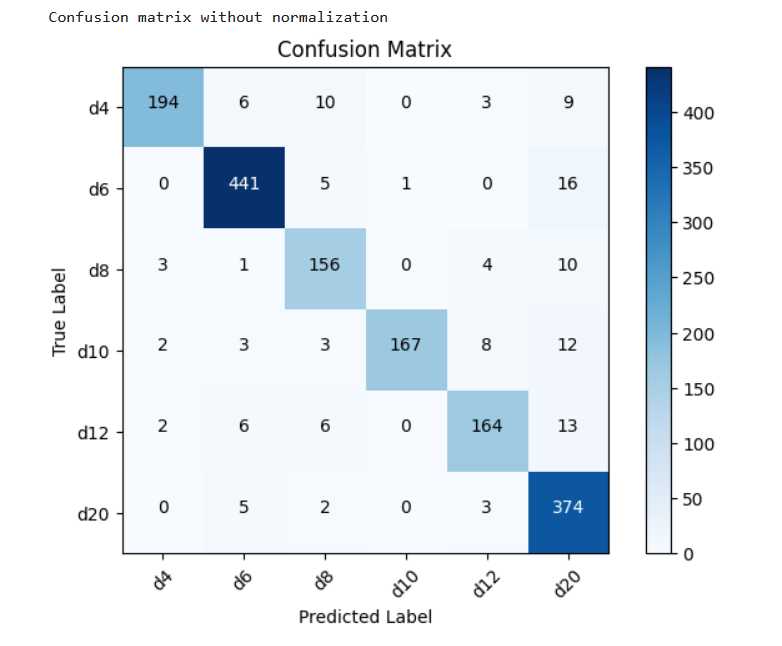 Confusion matrix without normalization
Confusion Matrix
d4 194 6 10 0 3 9
d6 0 441 5 1 0 16
d8 3 1 156 0 4 10
d10 2 3 3 167 8 12
d12 2 6 6 0 164 13
d20 0 5 2 0 3 374
d4 d6 d8 d10 d12 d20
True Label
Predicted Label
400
350
300
250
200
150
100
50
0